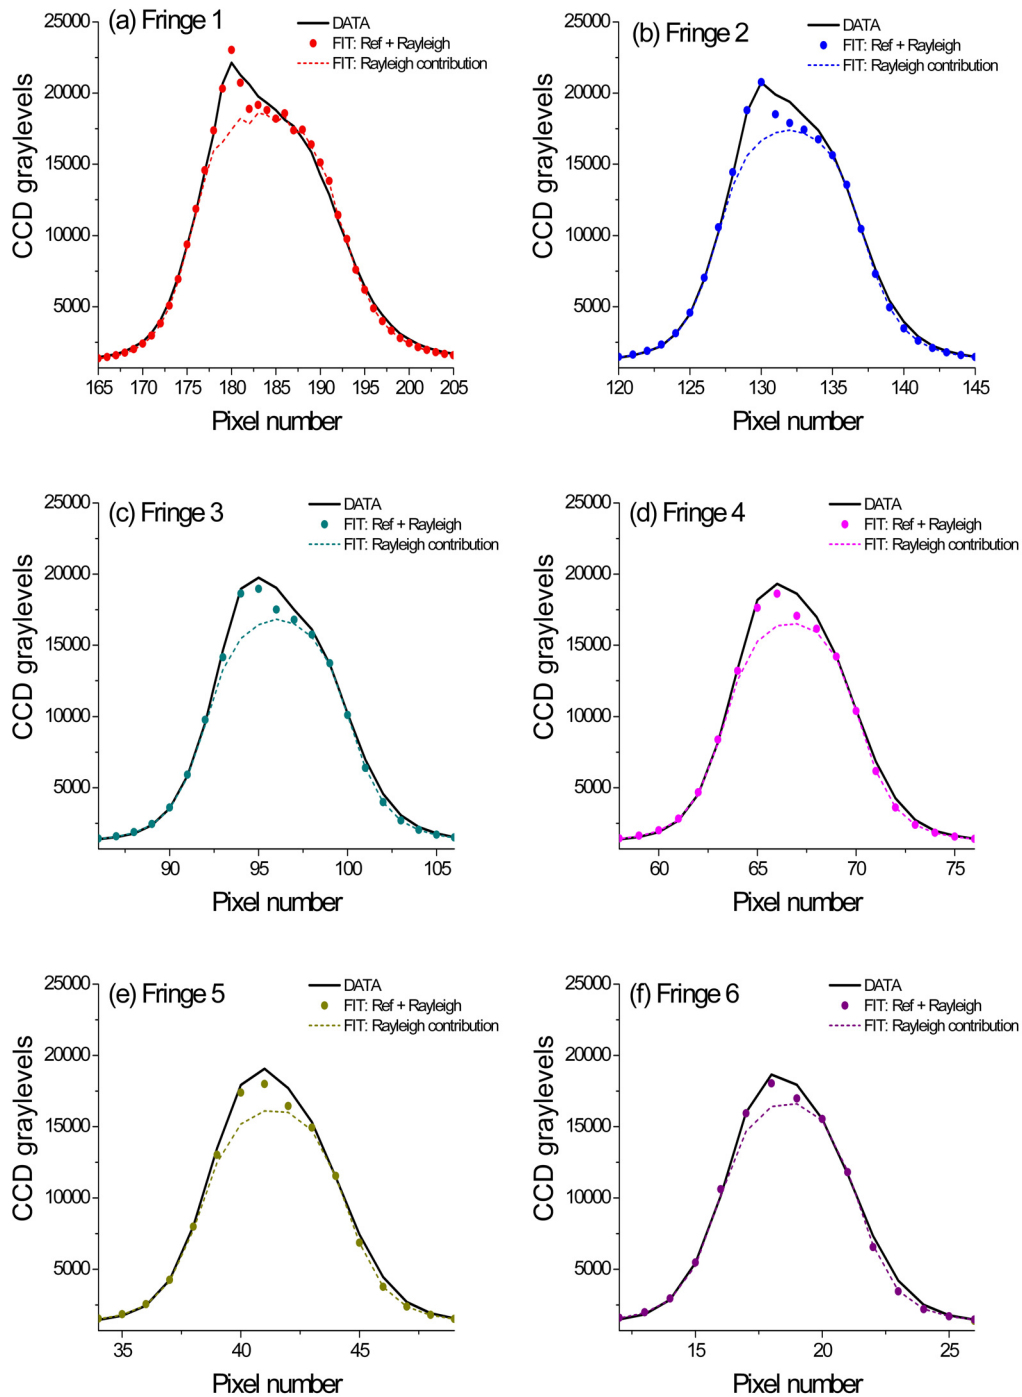 (a) Fringe 1
DATA
FIT: Ref + Rayleigh
FIT: Rayleigh contribution
25000
20000
15000
10000
5000
CCD graylevels
165 170 175 180 185 190 195 200 205
Pixel number
(b) Fringe 2
DATA
FIT: Ref + Rayleigh
FIT: Rayleigh contribution
25000
20000
15000
10000
5000
CCD graylevels
120 125 130 135 140 145
Pixel number
(c) Fringe 3
DATA
FIT: Ref + Rayleigh
FIT: Rayleigh contribution
25000
20000
15000
10000
5000
CCD graylevels
90 95 100 105
Pixel number
(d) Fringe 4
DATA
FIT: Ref + Rayleigh
FIT: Rayleigh contribution
25000
20000
15000
10000
5000
CCD graylevels
60 65 70 75
Pixel number
(e) Fringe 5
DATA
FIT: Ref + Rayleigh
FIT: Rayleigh contribution
25000
20000
15000
10000
5000
CCD graylevels
35 40 45
Pixel number
(f) Fringe 6
DATA
FIT: Ref + Rayleigh
FIT: Rayleigh contribution
25000
20000
15000
10000
5000
CCD graylevels
15 20 25
Pixel number